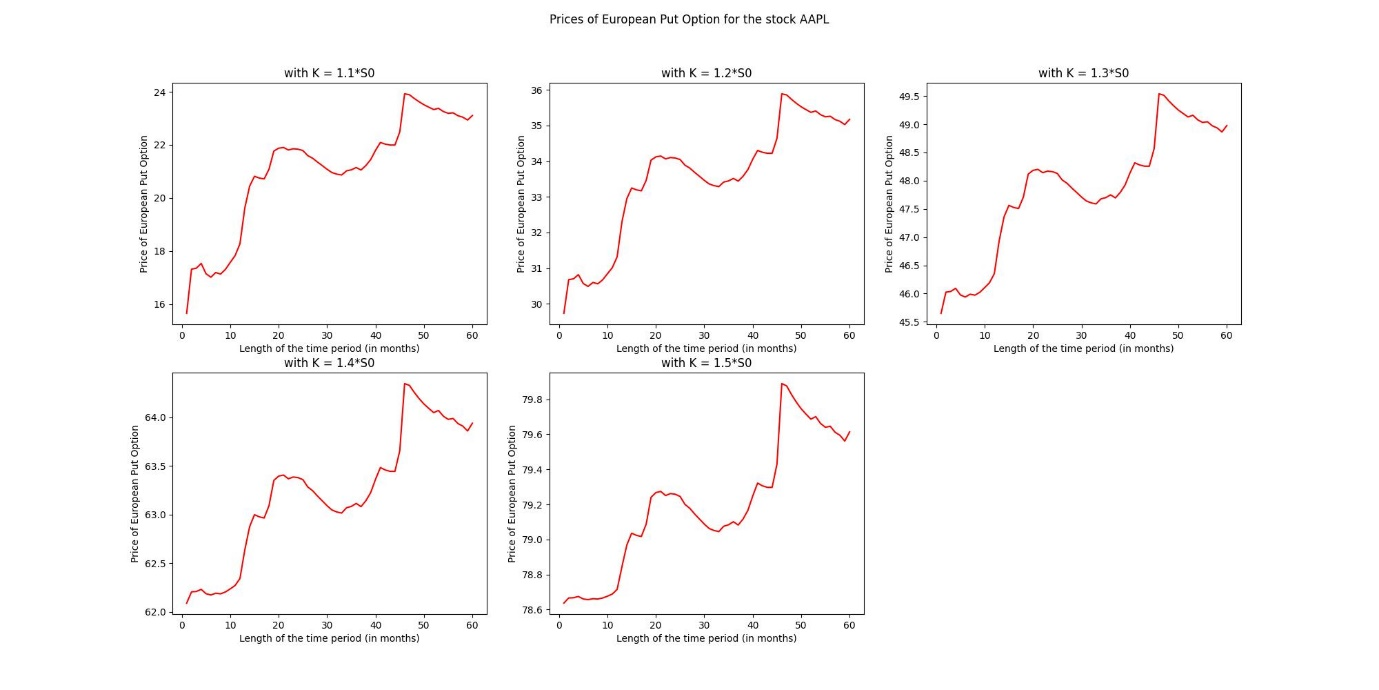 Prices of European Put Option for the stock AAPL
with K = 1.1*S0
24
22
20
18
16
Price of European Put Option
0 10 20 30 40 50 60
Length of the time period (in months)
with K = 1.2*S0
36
35
34
33
32
31
30
Price of European Put Option
0 10 20 30 40 50 60
Length of the time period (in months)
with K = 1.3*S0
49.5
49.0
48.5
48.0
47.5
47.0
46.5
46.0
45.5
Price of European Put Option
0 10 20 30 40 50 60
Length of the time period (in months)
with K = 1.4*S0
64.0
63.5
63.0
62.5
62.0
Price of European Put Option
0 10 20 30 40 50 60
Length of the time period (in months)
with K = 1.5*S0
79.8
79.6
79.4
79.2
79.0
78.8
78.6
Price of European Put Option
0 10 20 30 40 50 60
Length of the time period (in months)